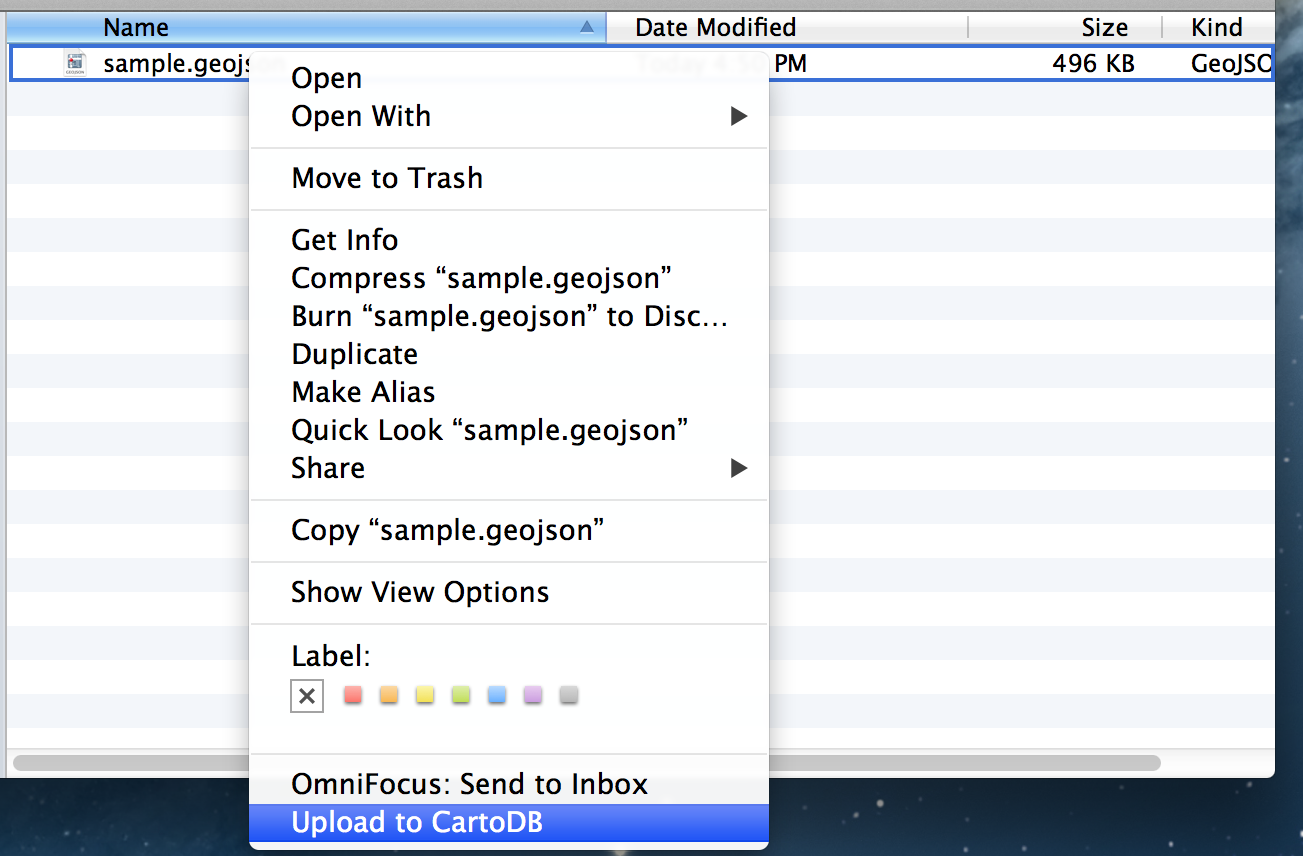 Name Date Modified Size Kind
sample.geojs PM 496 KB GeoJSO
Open
Open With
Move to Trash
Get Info
Compress “sample.geojson”
Burn “sample.geojson” to Disc…
Duplicate
Make Alias
Quick Look “sample.geojson”
Share
Copy “sample.geojson”
Show View Options
Label:
OmniFocus: Send to Inbox
Upload to CartoDB